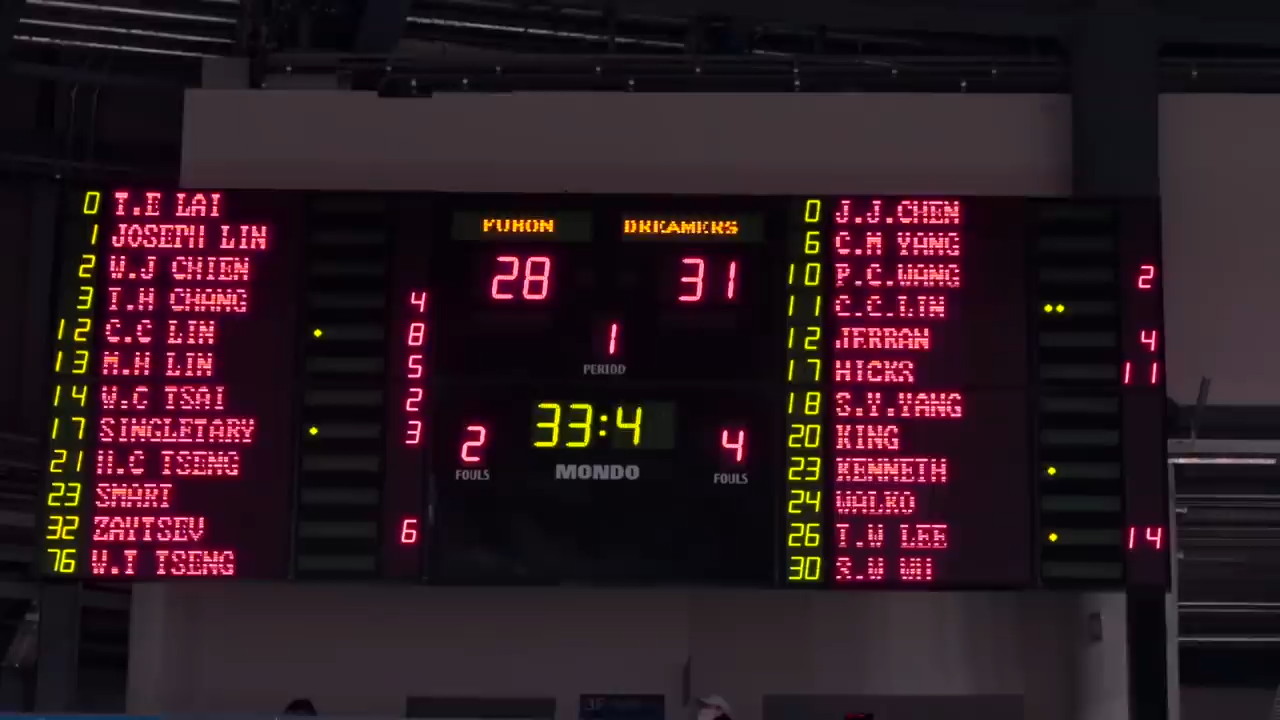 0 T.E LAI
1 JOSEPH LIN
2 W.J CHIEN
3 T.H CHANG 4
12 C.C LIN 8
13 M.H LIN 5
14 W.C TSAI 2
17 SINGLETARY 3
21 H.C TSENG
23 SMART
32 ZAYTSEV 6
76 W.T TSENG
FUBON DREAMERS
28 31
1
PERIOD
33:4
2 4
FOULS MONDO FOULS
0 J.J.CHEN
6 C.M YANG
10 P.C.WANG 2
11 C.C.LIN
12 JERRAN 4
17 HICKS 11
18 S.Y.YANG
20 KING
23 KENNETH
24 WALKO
26 T.W LEE 14
30 S.W WU